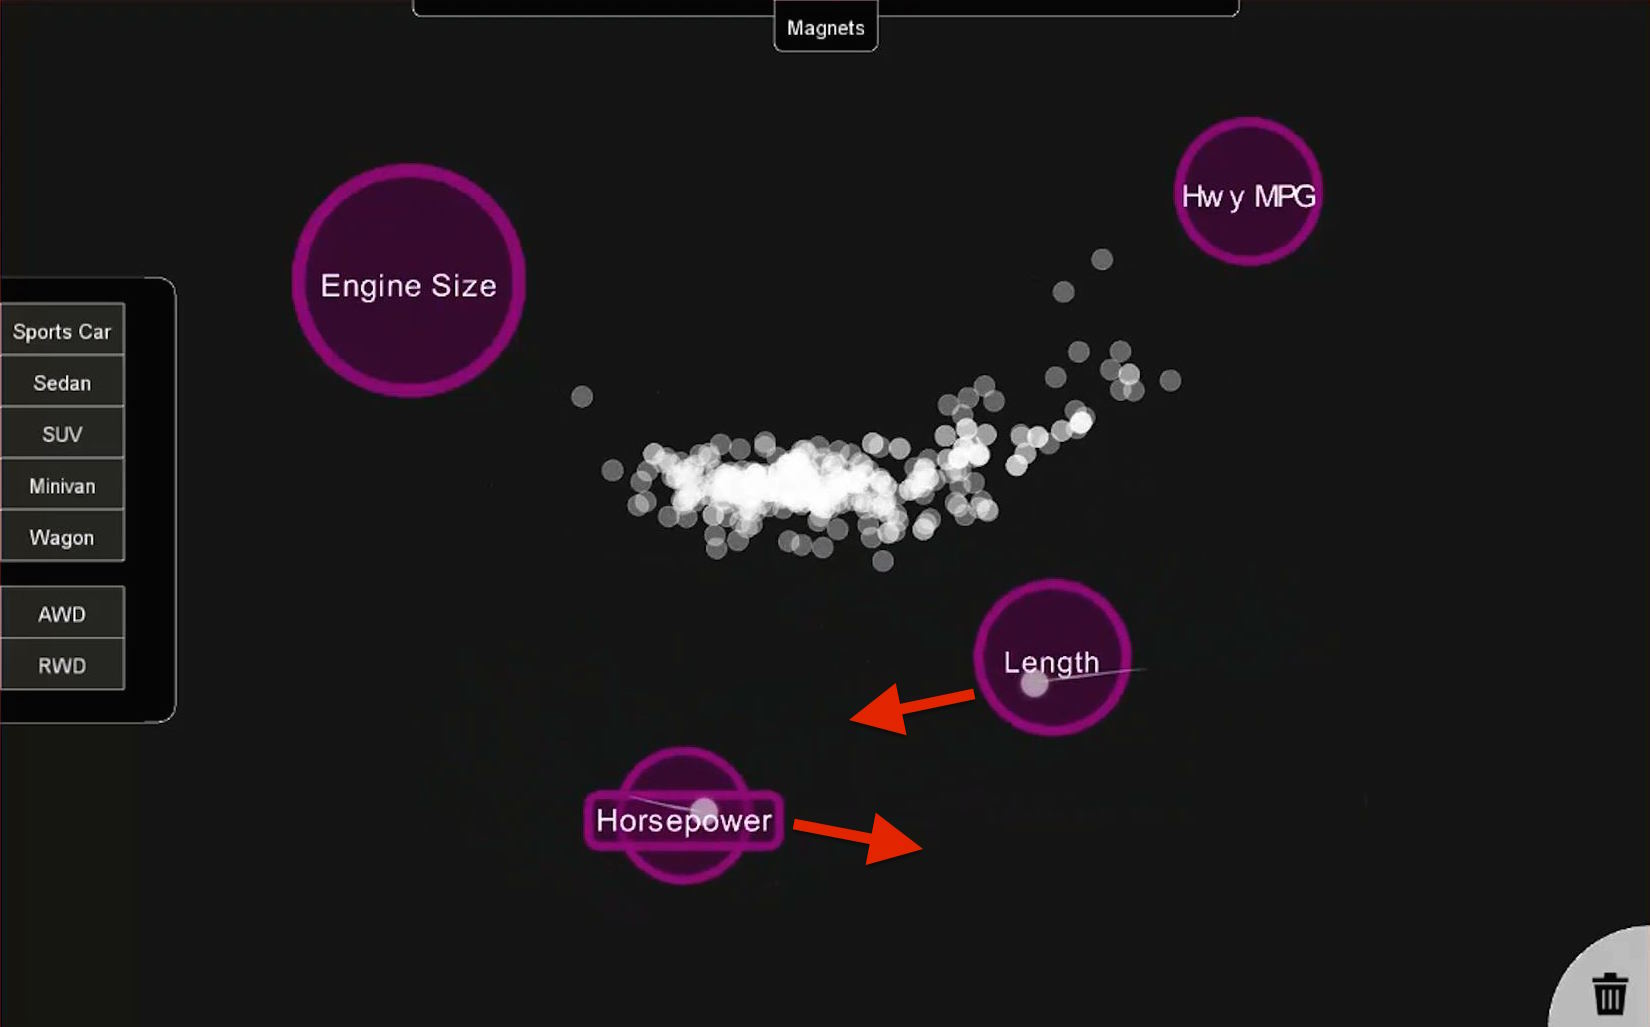 Magnets
Hwy MPG
Engine Size
Sports Car
Sedan
SUV
Minivan
Wagon
AWD
RWD
Length
Horsepower